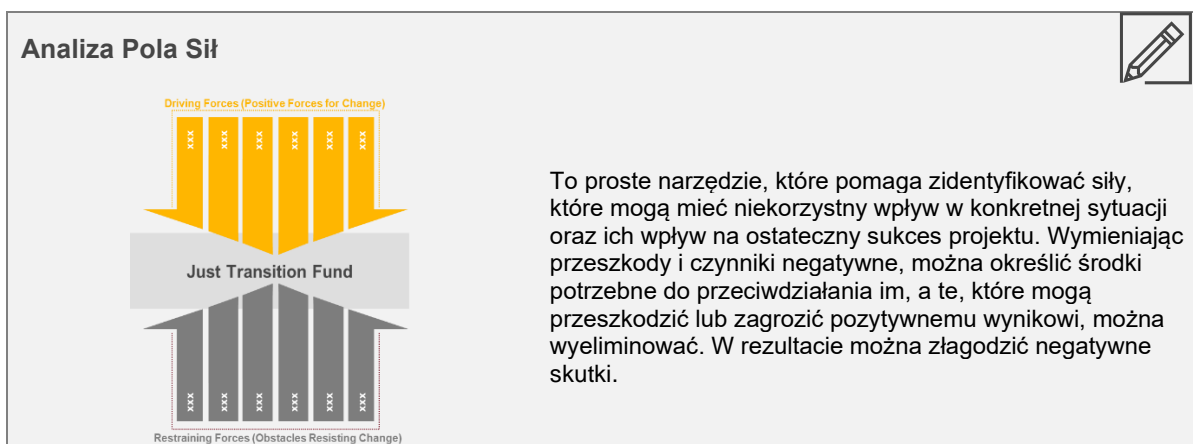 Analiza Pola Sił
Driving Forces (Positive Forces for Change)
xxx xxx xxx xxx xxx xxx
Just Transition Fund
xxx xxx xxx xxx xxx xxx
Restraining Forces (Obstacles Resisting Change)
To proste narzędzie, które pomaga zidentyfikować siły,
które mogą mieć niekorzystny wpływ w konkretnej sytuacji
oraz ich wpływ na ostateczny sukces projektu. Wymieniając
przeszkody i czynniki negatywne, można określić środki
potrzebne do przeciwdziałania im, a te, które mogą
przeszkodzić lub zagrozić pozytywnemu wynikowi, można
wyeliminować. W rezultacie można złagodzić negatywne
skutki.